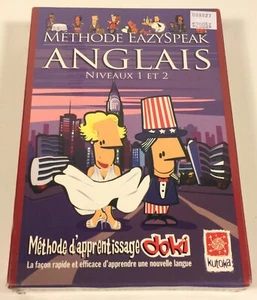 MÉTHODE EAZYSPEAK
ANGLAIS
NIVEAUX 1 ET 2
Méthode d'apprentissage doki
La façon rapide et efficace d'apprendre une nouvelle langue
kutoka